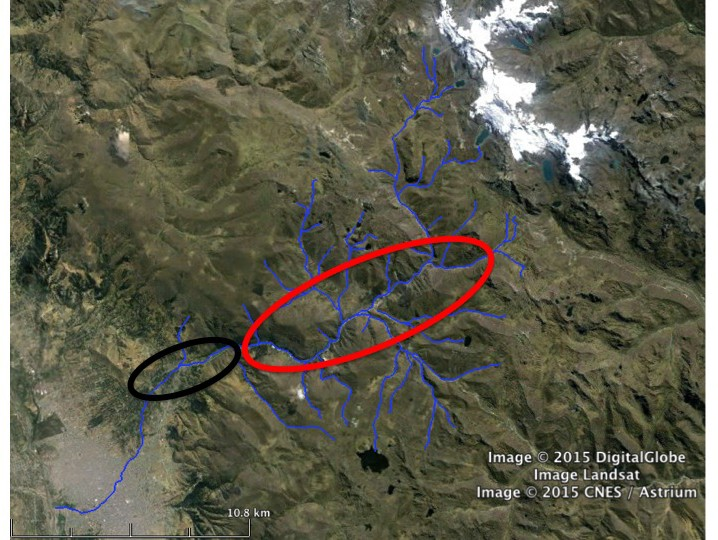 Image © 2015 DigitalGlobe
Image Landsat
Image © 2015 CNES / Astrium
10.8 km